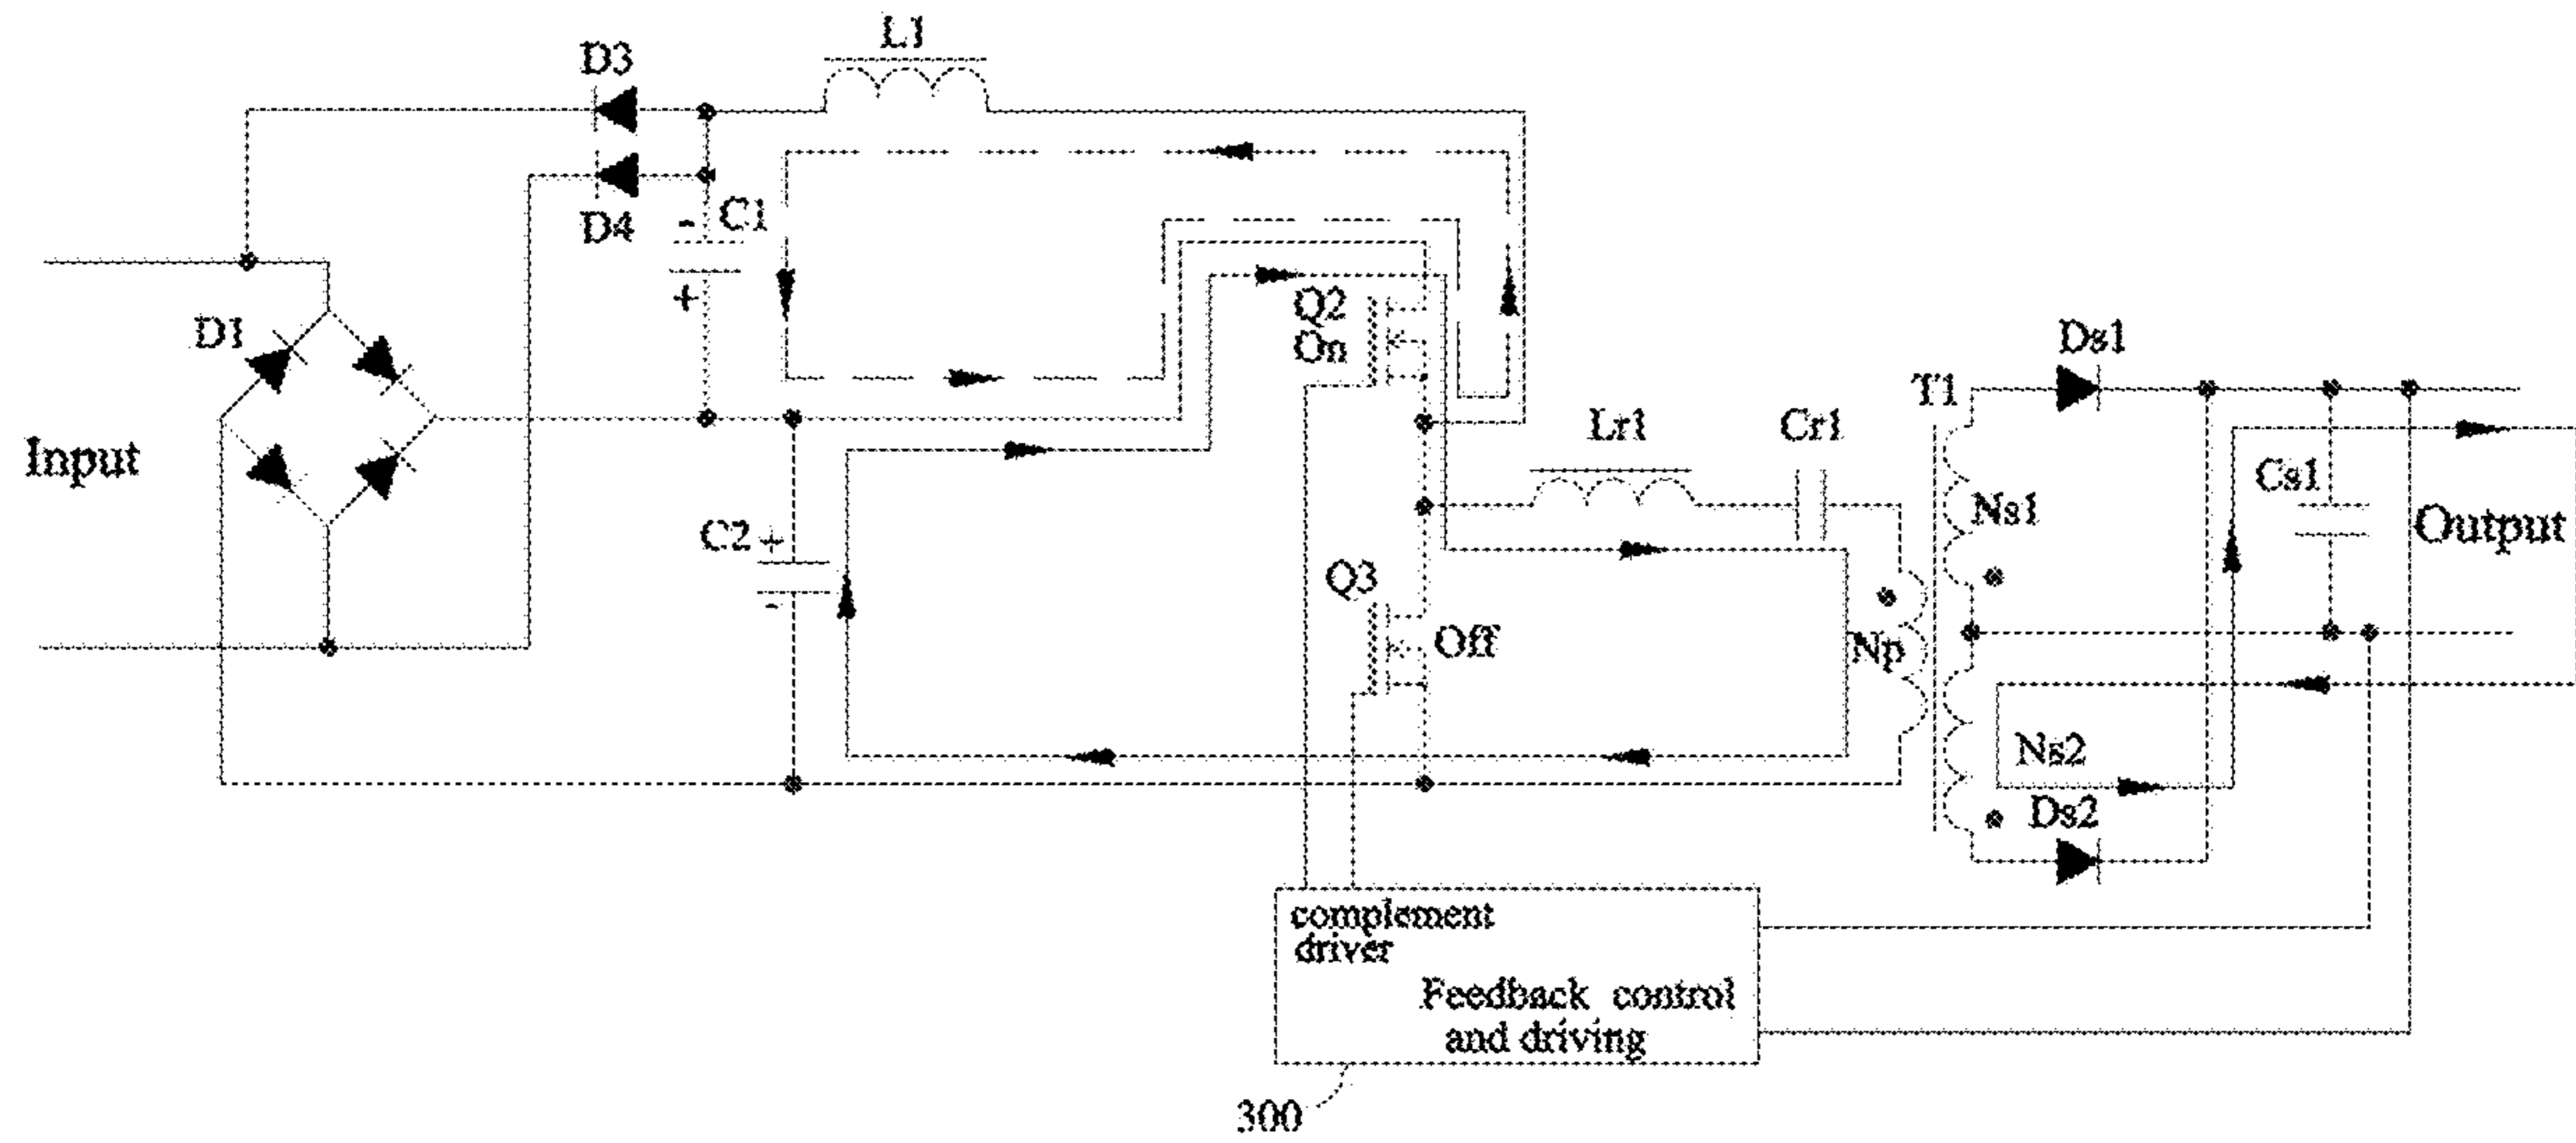 L1
D3
D4
- C1
+
Q2
On
D1
Ds1
T1
Lr1
Cr1
Input
Cs1
Ns1
Output
C2 +
-
Q3
Off
Np
Ns2
Ds2
complement
driver
Feedback control
and driving
300